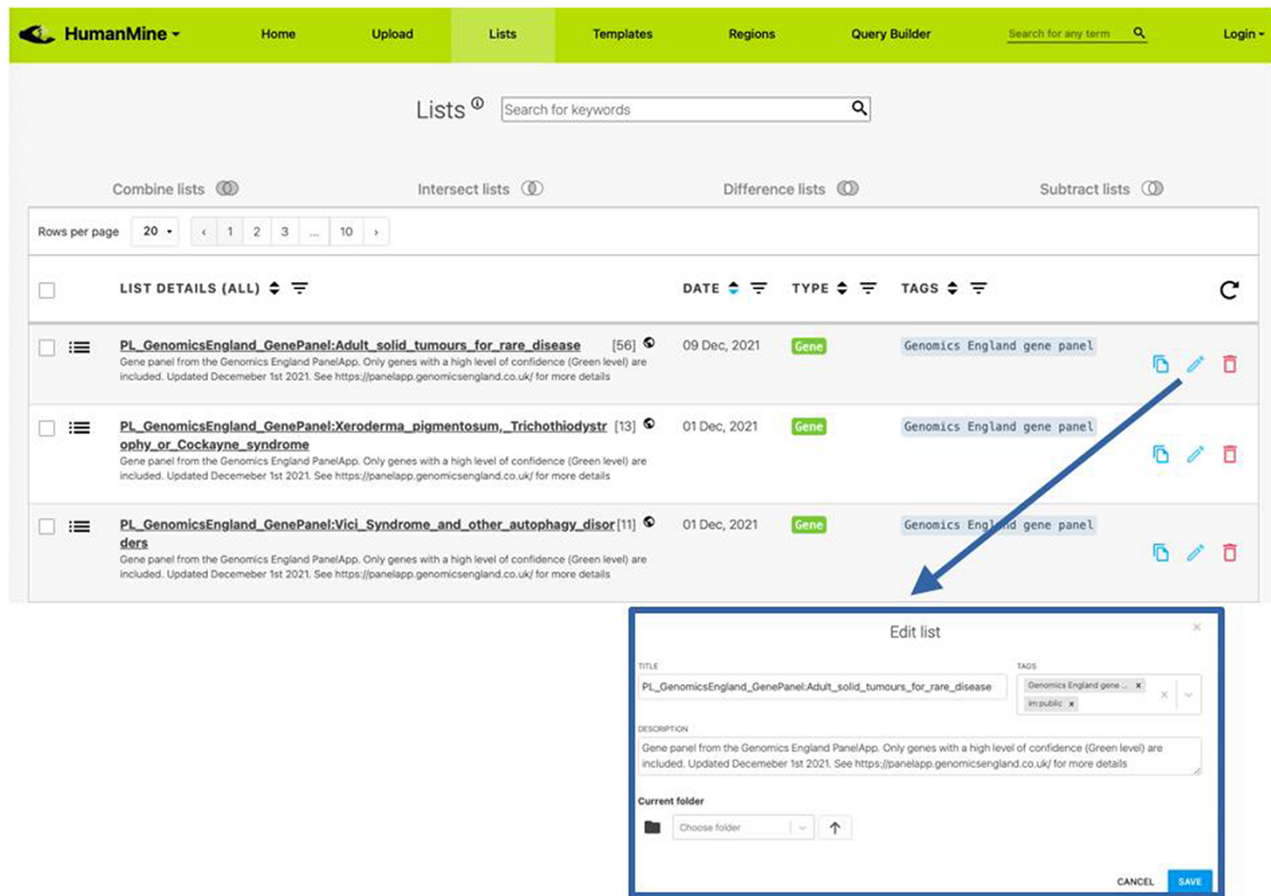 HumanMine Home Upload Lists Templates Regions Query Builder Search for any term Login
Lists Search for keywords
Combine lists Intersect lists Difference lists Subtract lists
Rows per page 20 ‹ 1 2 3 ... 10 ›
LIST DETAILS (ALL) DATE TYPE TAGS
PL_GenomicsEngland_GenePanel:Adult_solid_tumours_for_rare_disease [56] 09 Dec, 2021 Gene Genomics England gene panel
Gene panel from the Genomics England PanelApp. Only genes with a high level of confidence (Green level) are
included. Updated Decemeber 1st 2021. See https://panelapp.genomicsengland.co.uk/ for more details
PL_GenomicsEngland_GenePanel:Xeroderma_pigmentosum,_Trichothiodystr [13] 01 Dec, 2021 Gene Genomics England gene panel
ophy_or_Cockayne_syndrome
Gene panel from the Genomics England PanelApp. Only genes with a high level of confidence (Green level) are
included. Updated Decemeber 1st 2021. See https://panelapp.genomicsengland.co.uk/ for more details
PL_GenomicsEngland_GenePanel:Vici_Syndrome_and_other_autophagy_disor [11] 01 Dec, 2021 Gene Genomics England gene panel
ders
Gene panel from the Genomics England PanelApp. Only genes with a high level of confidence (Green level) are
included. Updated Decemeber 1st 2021. See https://panelapp.genomicsengland.co.uk/ for more details
Edit list ×
TITLE TAGS
PL_GenomicsEngland_GenePanel:Adult_solid_tumours_for_rare_disease Genomics England gene ... ×
im:public ×
DESCRIPTION
Gene panel from the Genomics England PanelApp. Only genes with a high level of confidence (Green level) are
included. Updated Decemeber 1st 2021. See https://panelapp.genomicsengland.co.uk/ for more details
Current folder
Choose folder
CANCEL SAVE